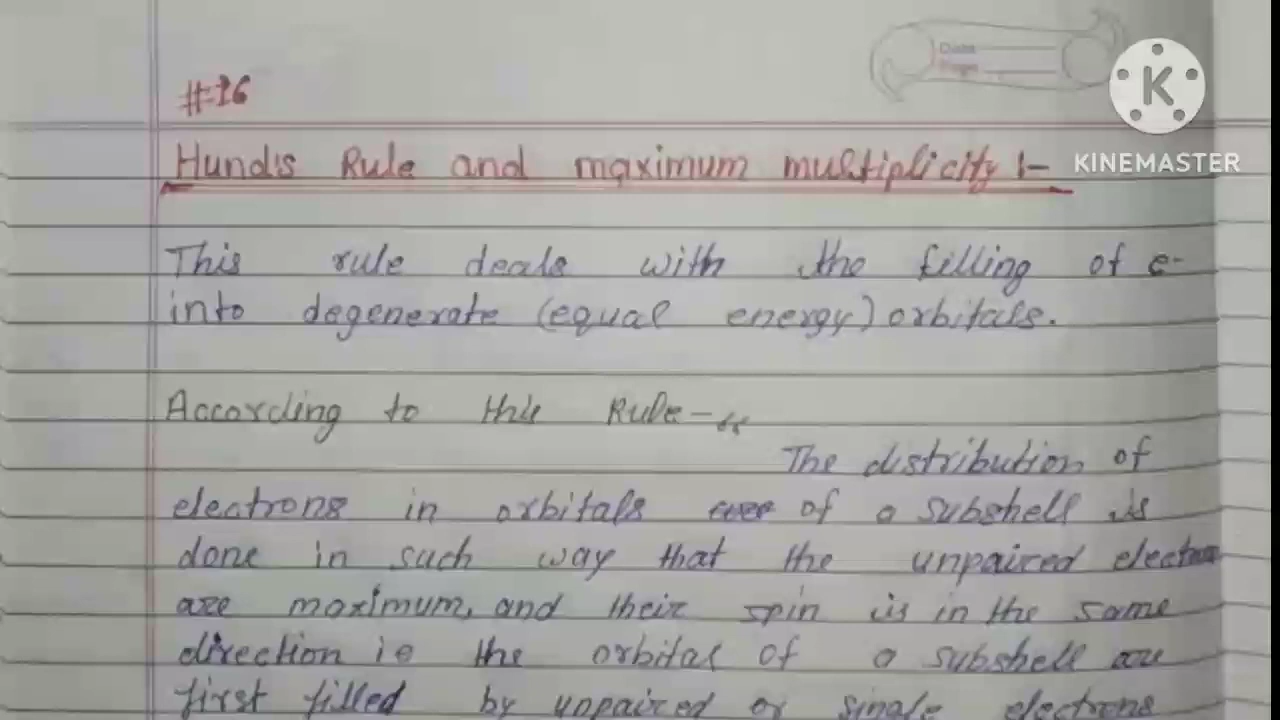 Date
#16
K
KINEMASTER
Hund's Rule and maximum multiplicity :-
This rule deals with the filling of e-
into degenerate (equal energy) orbitals.
According to this Rule - "
The distribution of
electrons in orbitals of a subshell is
done in such way that the unpaired electron
are maximum, and their spin is in the same
direction ie the orbital of a subshell are
first filled by unpaired or single electrons